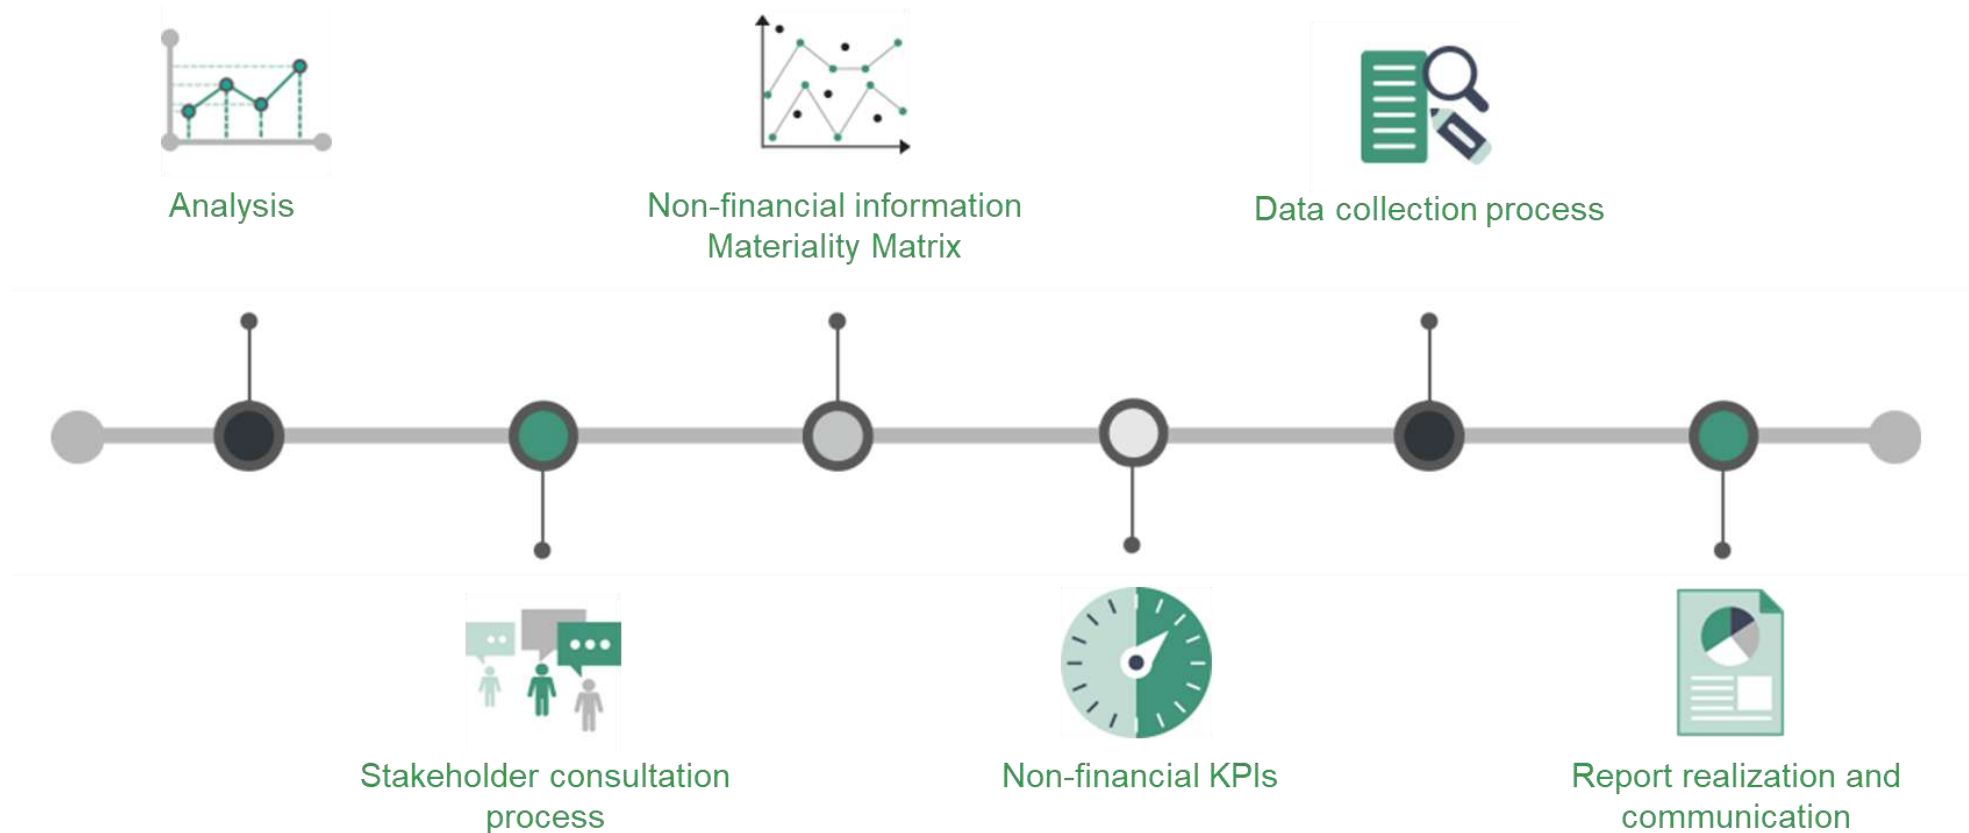 Analysis
Non-financial information
Materiality Matrix
Data collection process
Stakeholder consultation
process
Non-financial KPIs
Report realization and
communication